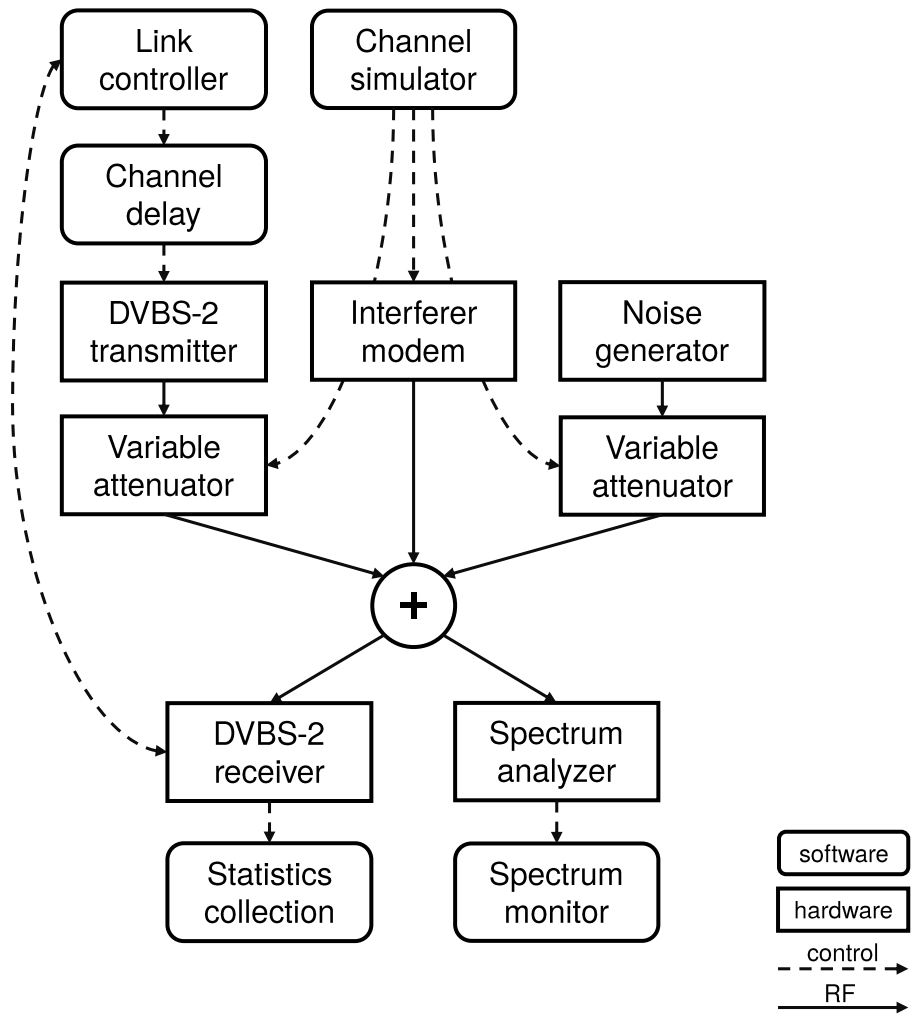 Link
controller
Channel
simulator
Channel
delay
DVBS-2
transmitter
Interferer
modem
Noise
generator
Variable
attenuator
Variable
attenuator
+
DVBS-2
receiver
Spectrum
analyzer
Statistics
collection
Spectrum
monitor
software
hardware
control
RF